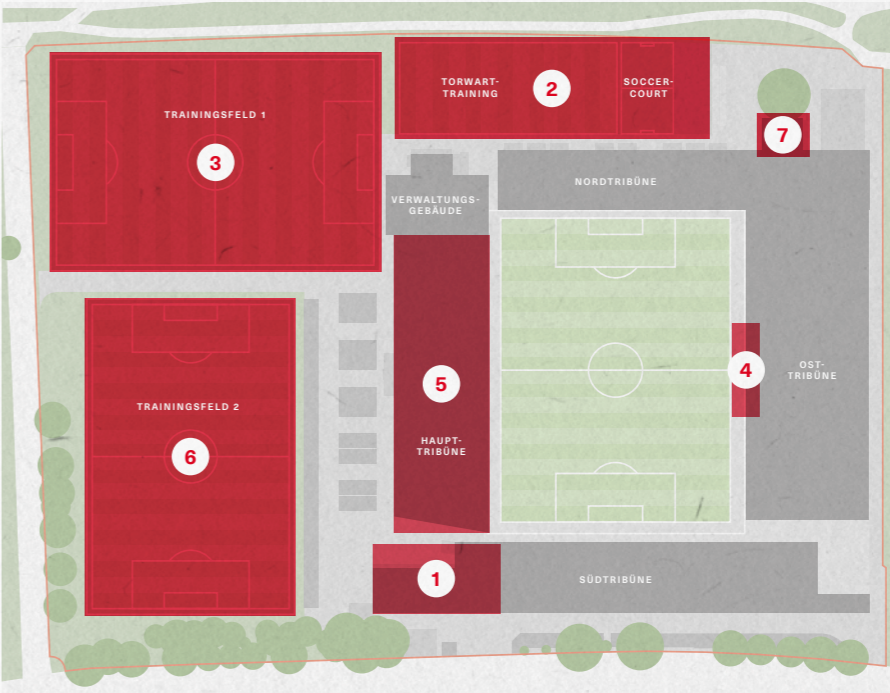 TRAININGSFELD 1
3
TORWART-
TRAINING
2
SOCCER-
COURT
7
VERWALTUNGS-
GEBÄUDE
NORDTRIBÜNE
5
HAUPT-
TRIBÜNE
4
OST-
TRIBÜNE
TRAININGSFELD 2
6
1
SÜDTRIBÜNE